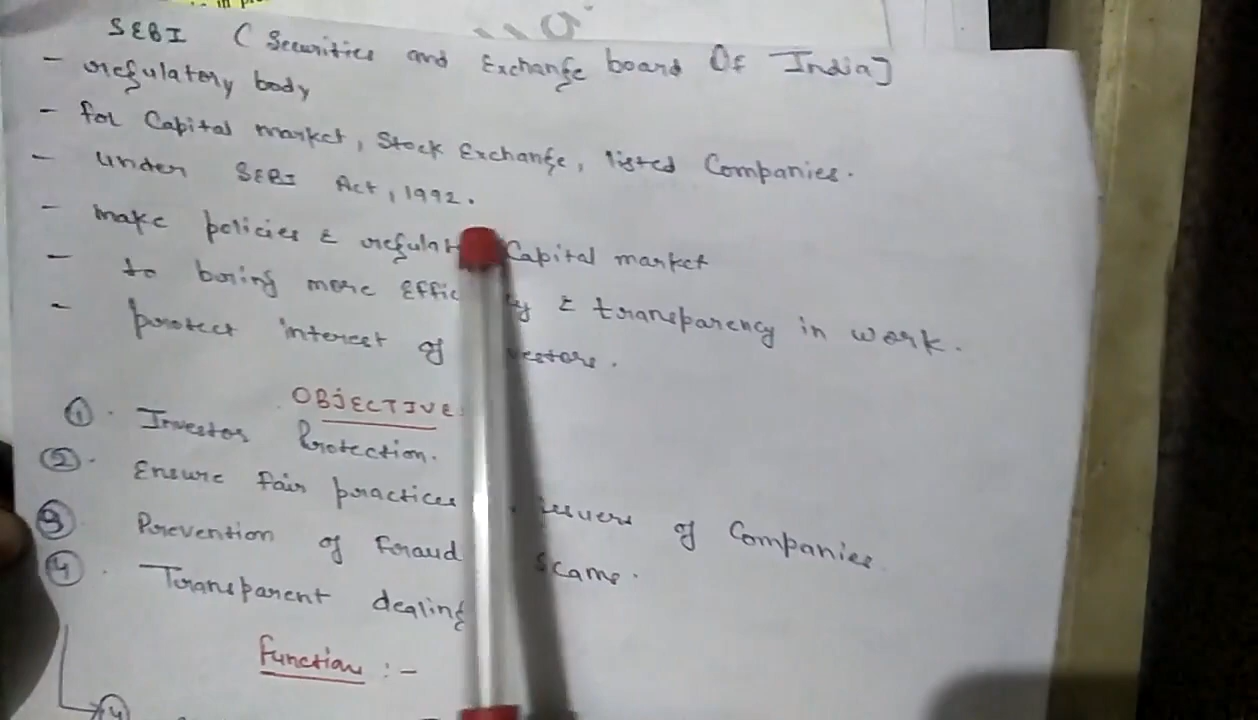 SEBI ( Securities and Exchange board Of India ]
- regulatory body
- for Capital market, Stock Exchange, listed Companies.
- Under SEBI Act, 1992.
- make policies & regulat Capital market
- to bring more effic y & transparency in work.
- protect interest of vestors.
OBJECTIVE
① . Investor Protection.
② . Ensure fair practices issuers of Companies
③ . Prevention of fraud scams.
④ . Transparent dealing
function : -